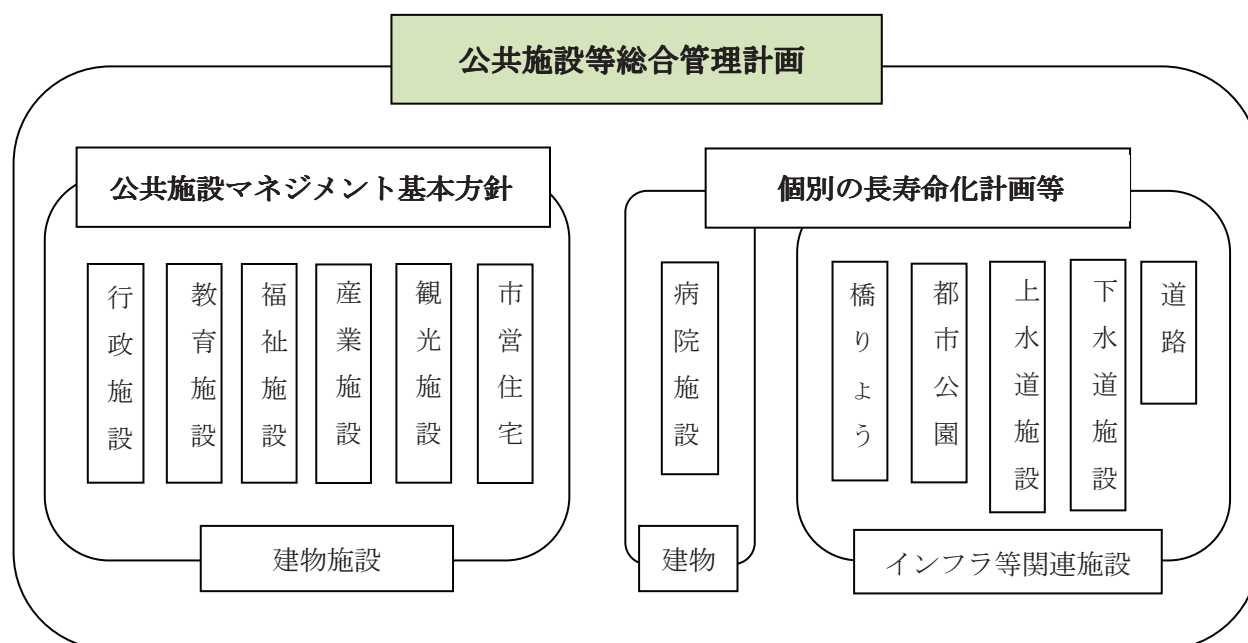 公共施設等総合管理計画
公共施設マネジメント基本方針
行政施設
教育施設
福祉施設
産業施設
観光施設
市営住宅
建物施設
個別の長寿命化計画等
病院施設
建物
橋りょう
都市公園
上水道施設
下水道施設
道路
インフラ等関連施設